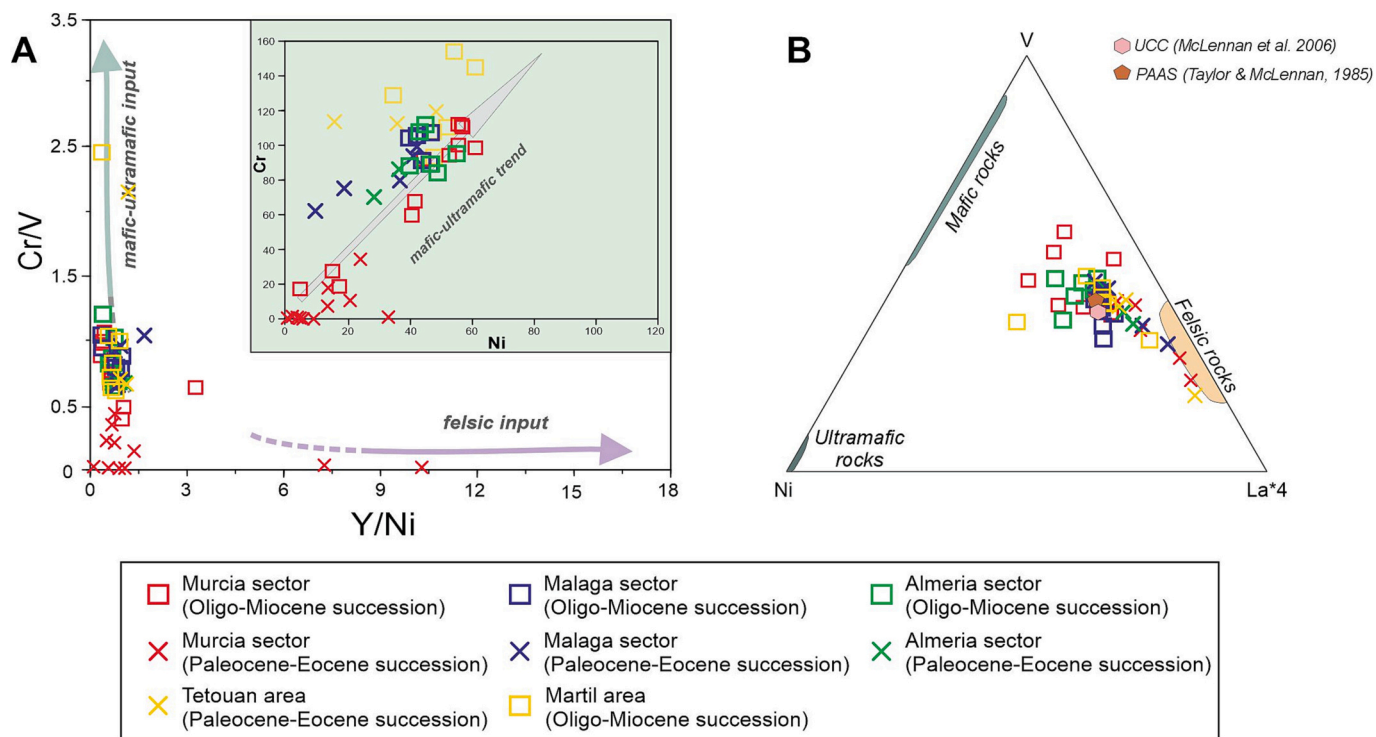 A
Cr/V
3.5
2.5
1.5
0.5
0
0
3
6
9
12
15
18
Y/Ni
mafic-ultramafic input
felsic input
Cr
160
140
120
100
80
60
40
20
0
0
20
40
60
80
100
120
Ni
mafic-ultramafic trend
B
V
UCC (McLennan et al. 2006)
PAAS (Taylor & McLennan, 1985)
Mafic rocks
Felsic rocks
Ultramafic
rocks
Ni
La*4
Murcia sector
(Oligo-Miocene succession)
Malaga sector
(Oligo-Miocene succession)
Almeria sector
(Oligo-Miocene succession)
Murcia sector
(Paleocene-Eocene succession)
Malaga sector
(Paleocene-Eocene succession)
Almeria sector
(Paleocene-Eocene succession)
Tetouan area
(Paleocene-Eocene succession)
Martil area
(Oligo-Miocene succession)